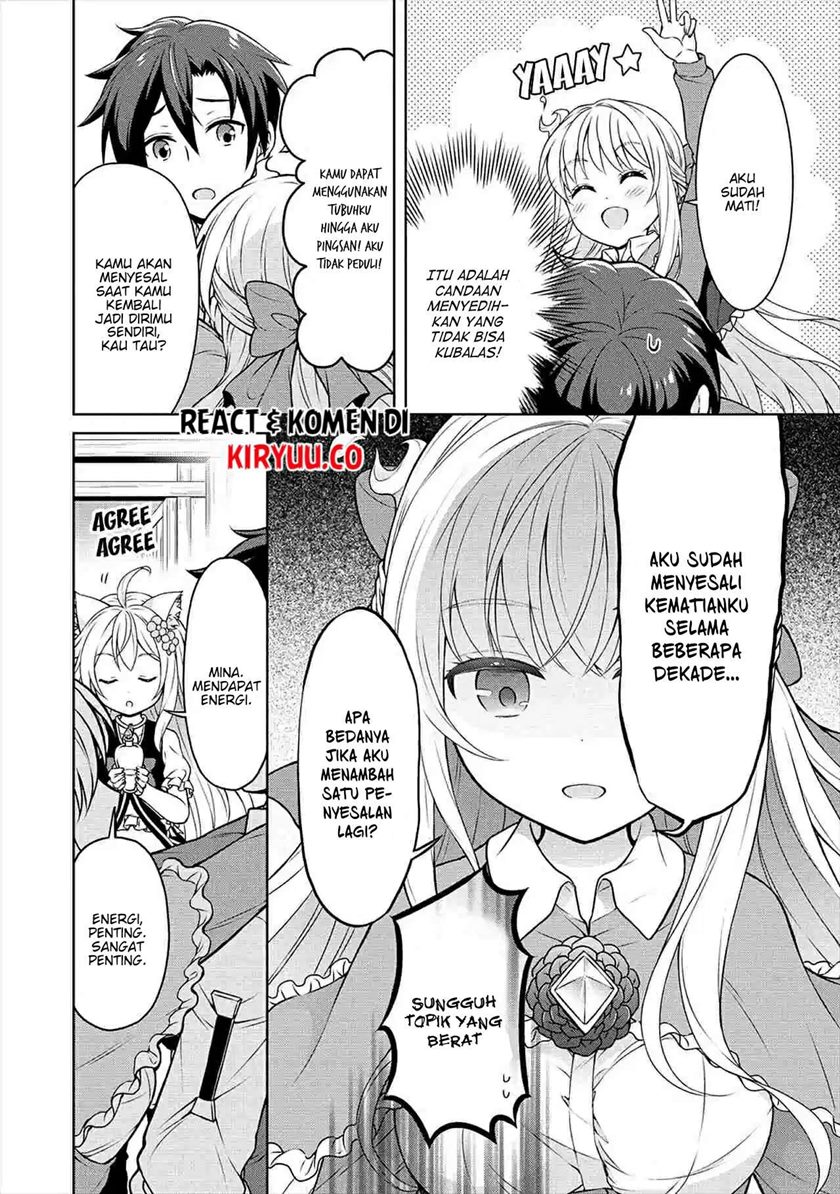 YAAAY
AKU
SUDAH
MATI!
ITU ADALAH
CANDAAN
MENYEDIH-
KAN YANG
TIDAK BISA
KUBALAS!
KAMU DAPAT
MENGGUNAKAN
TUBUHKU
HINGGA AKU
PINGSAN! AKU
TIDAK PEDULI!
KAMU AKAN
MENYESAL
SAAT KAMU
KEMBALI
JADI DIRIMU
SENDIRI,
KAU TAU?
REACT & KOMEN DI
KIRYUU.CO
AKU SUDAH
MENYESALI
KEMATIANKU
SELAMA
BEBERAPA
DEKADE...
APA
BEDANYA
JIKA AKU
MENAMBAH
SATU PE-
NYESALAN
LAGI?
SUNGGUH
TOPIK YANG
BERAT
AGREE
AGREE
MINA.
MENDAPAT
ENERGI.
ENERGI,
PENTING.
SANGAT
PENTING.